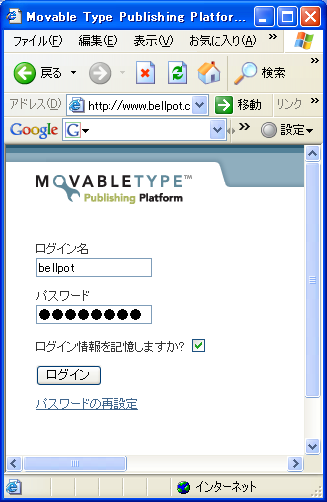 Movable Type Publishing Platfor...
ファイル(F) 編集(E) 表示(V) お気に入り(A) »
戻る 検索 »
アドレス(D) http://www.bellpot.c 移動 リンク »
Google G » 設定
MOVABLETYPE™
Publishing Platform
ログイン名
bellpot
パスワード
●●●●●●●●
ログイン情報を記憶しますか?
ログイン
パスワードの再設定
インターネット